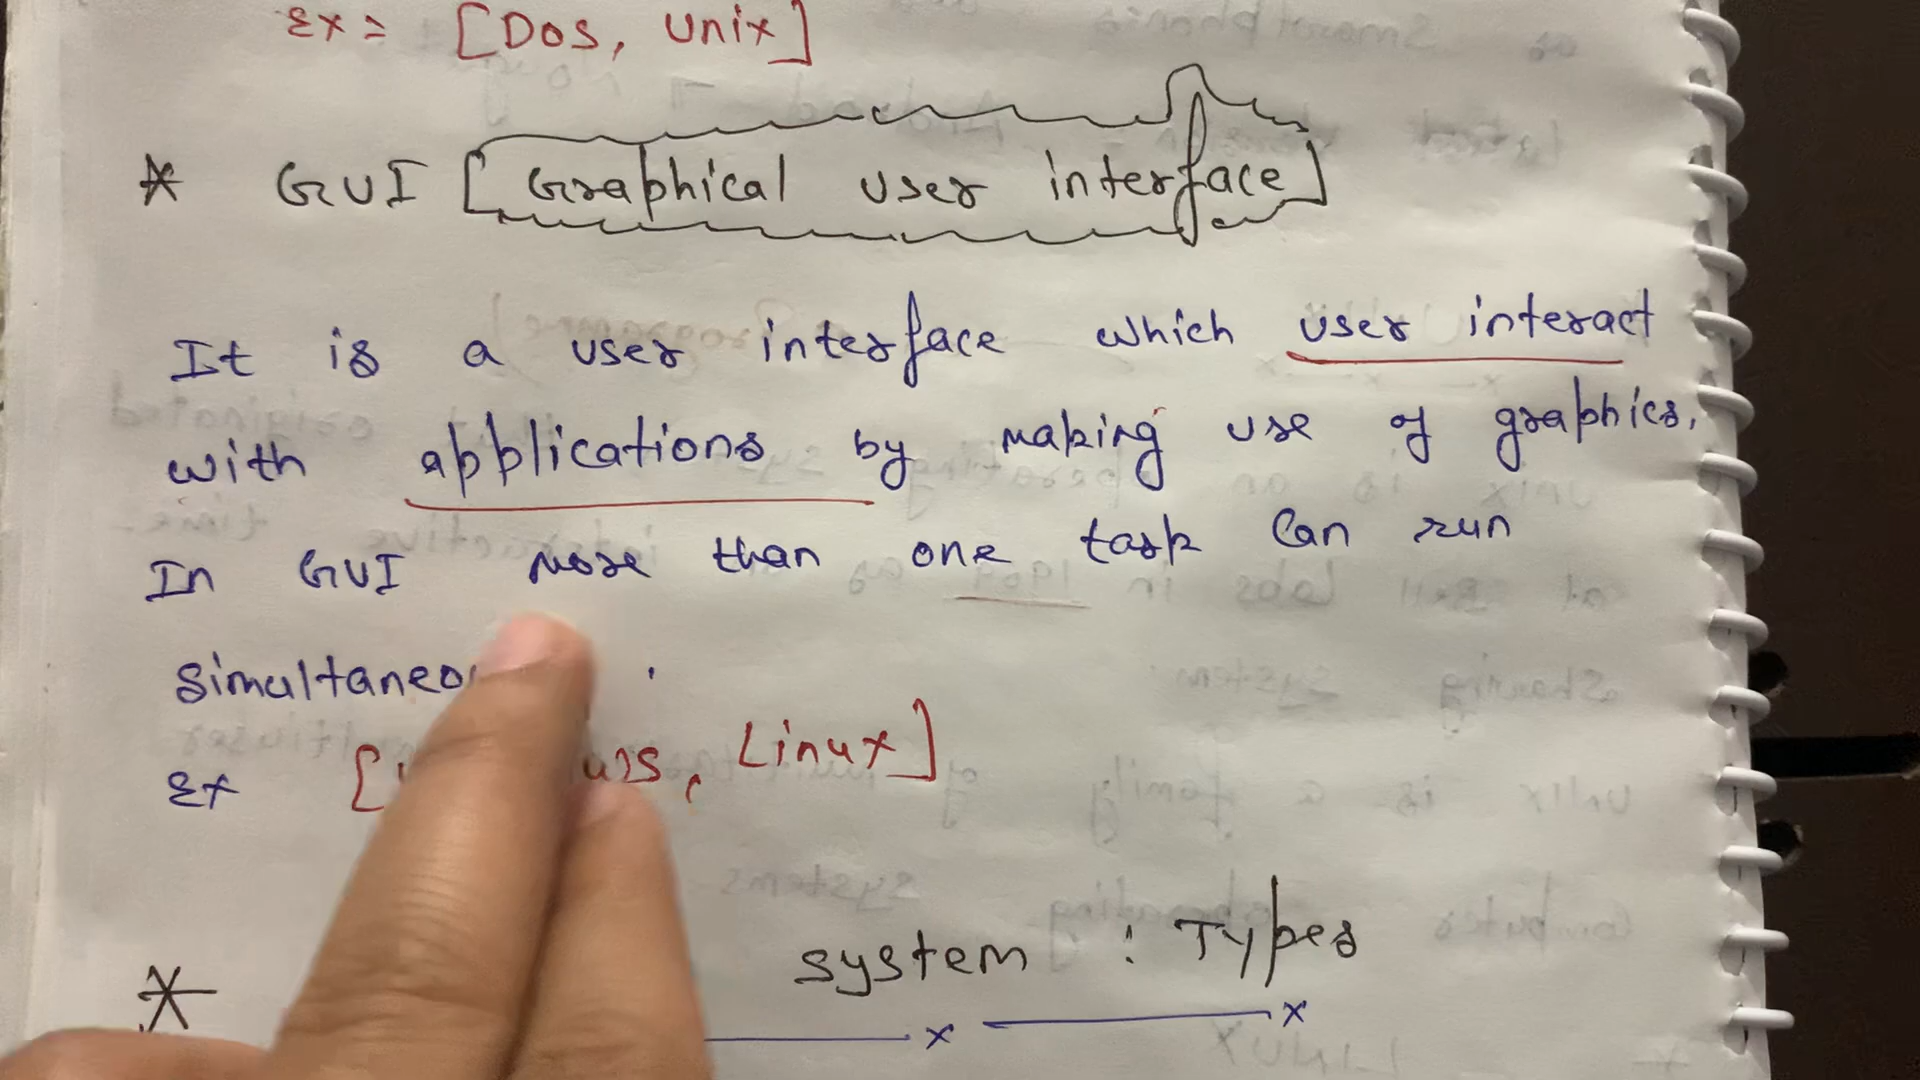 Ex = [Dos, Unix]
* GUI [Graphical user interface]
It is a user interface which user interact
with applications by making use of graphics.
In GUI more than one task can run
simultaneo .
Ex [ ws, Linux]
* system : Types